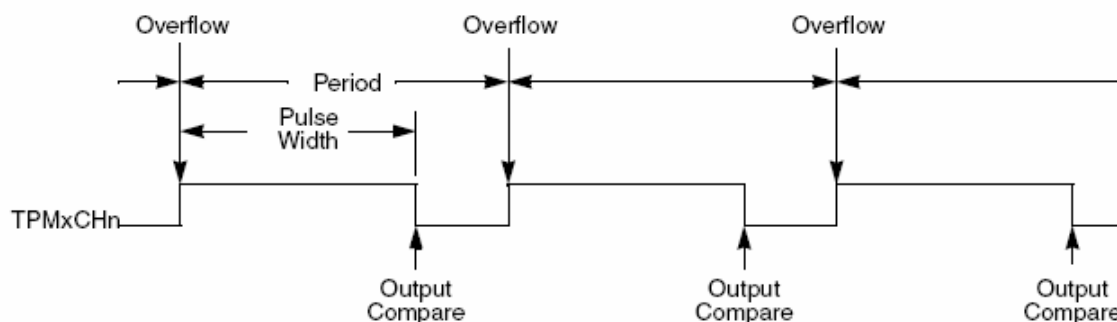 Overflow Overflow Overflow
Period
Pulse
Width
TPMxCHn
Output Output Output
Compare Compare Compare